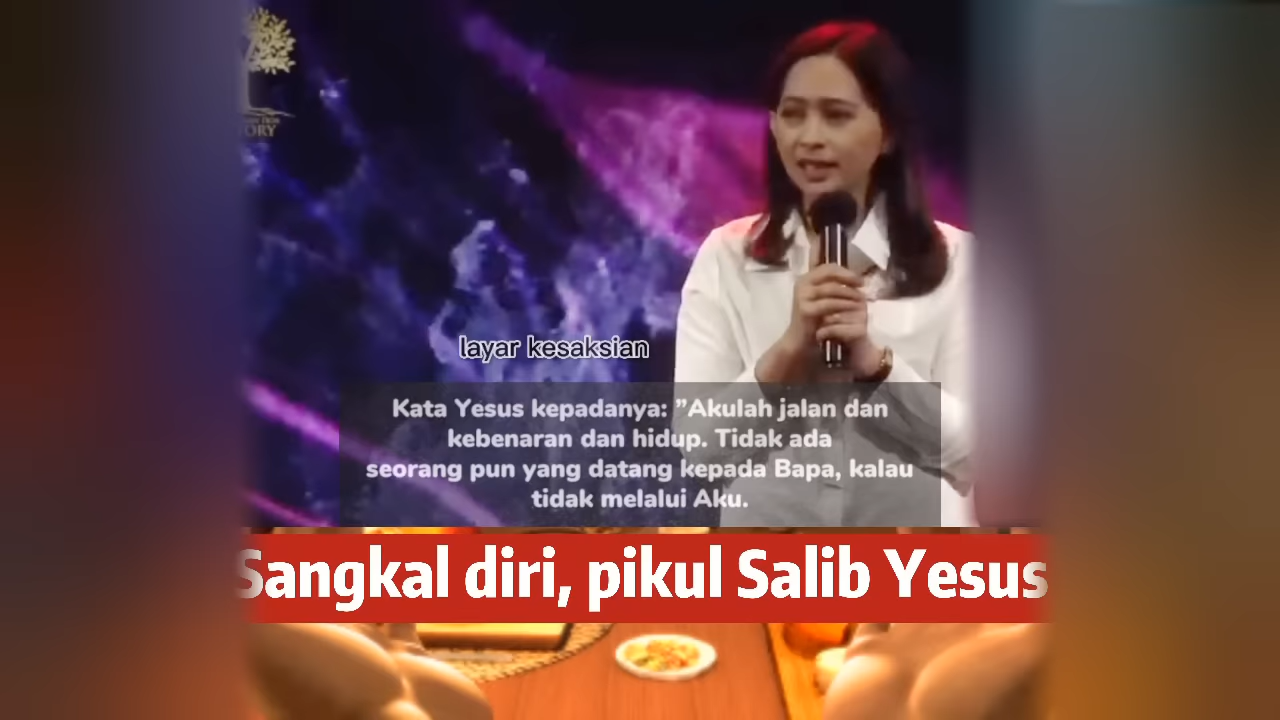 layar kesaksian
Kata Yesus kepadanya: "Akulah jalan dan
kebenaran dan hidup. Tidak ada
seorang pun yang datang kepada Bapa, kalau
tidak melalui Aku.
Sangkal diri, pikul Salib Yesus